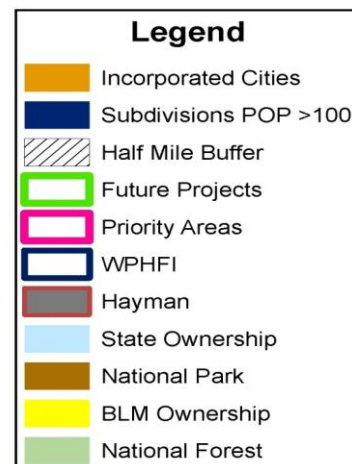 Legend
Incorporated Cities
Subdivisions POP >100
Half Mile Buffer
Future Projects
Priority Areas
WPHFI
Hayman
State Ownership
National Park
BLM Ownership
National Forest